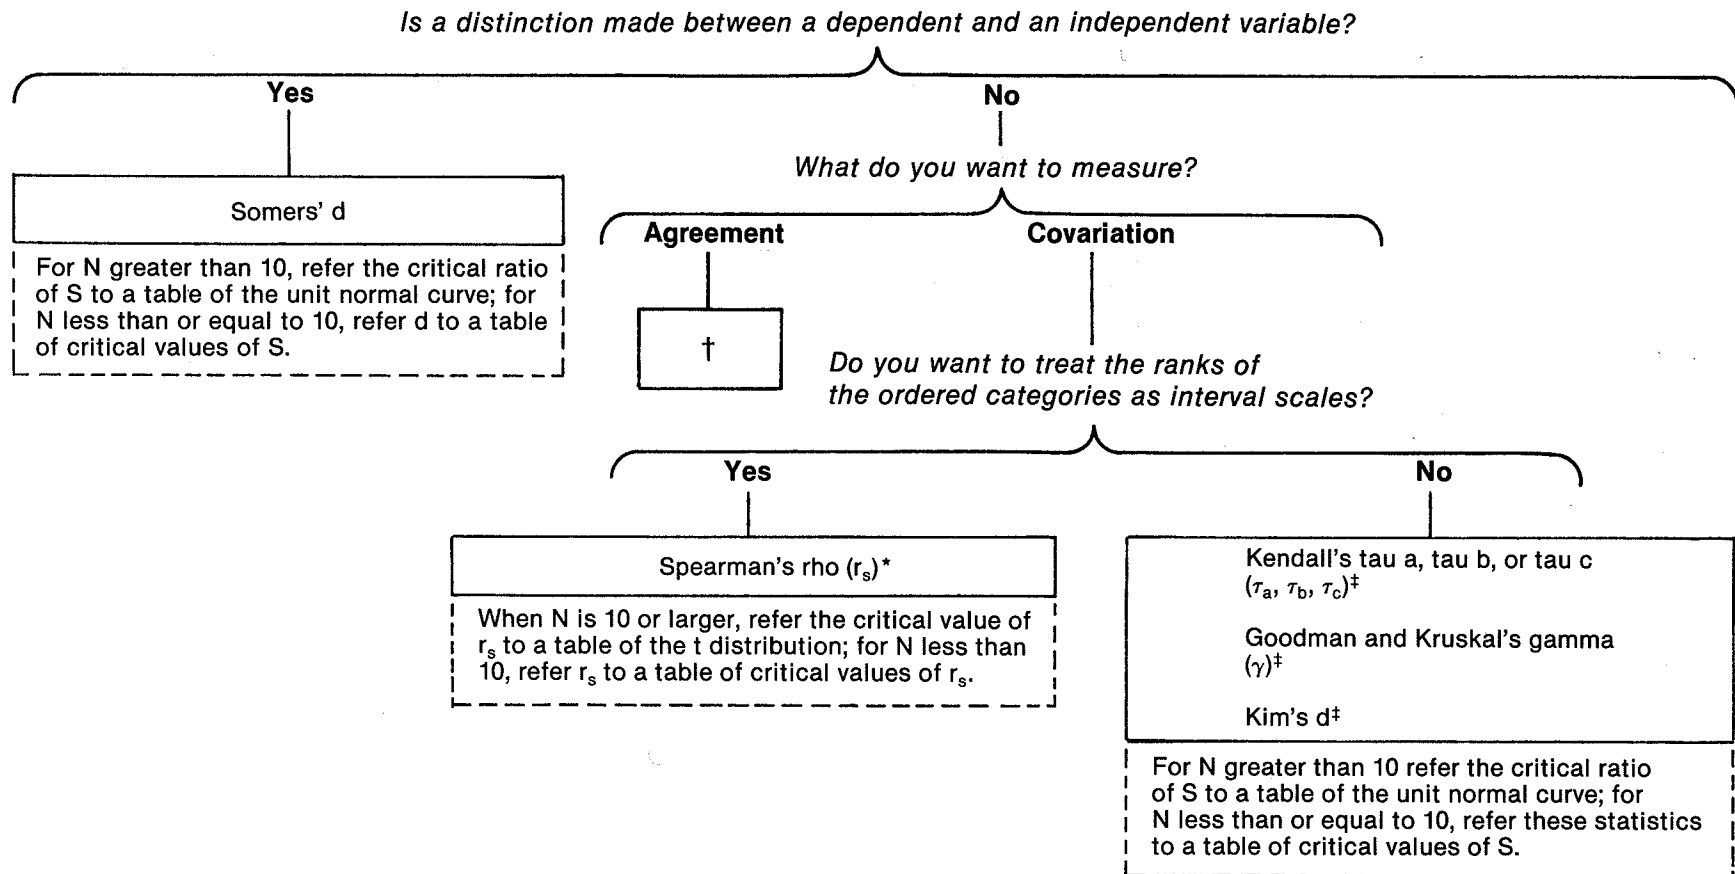 Is a distinction made between a dependent and an independent variable?
Yes
No
What do you want to measure?
Somers' d
Agreement
Covariation
For N greater than 10, refer the critical ratio
of S to a table of the unit normal curve; for
N less than or equal to 10, refer d to a table
of critical values of S.
†
Do you want to treat the ranks of
the ordered categories as interval scales?
Yes
No
Spearman's rho (rs)*
When N is 10 or larger, refer the critical value of
rs to a table of the t distribution; for N less than
10, refer rs to a table of critical values of rs.
Kendall's tau a, tau b, or tau c
(τa, τb, τc)‡
Goodman and Kruskal's gamma
(γ)‡
Kim's d‡
For N greater than 10 refer the critical ratio
of S to a table of the unit normal curve; for
N less than or equal to 10, refer these statistics
to a table of critical values of S.